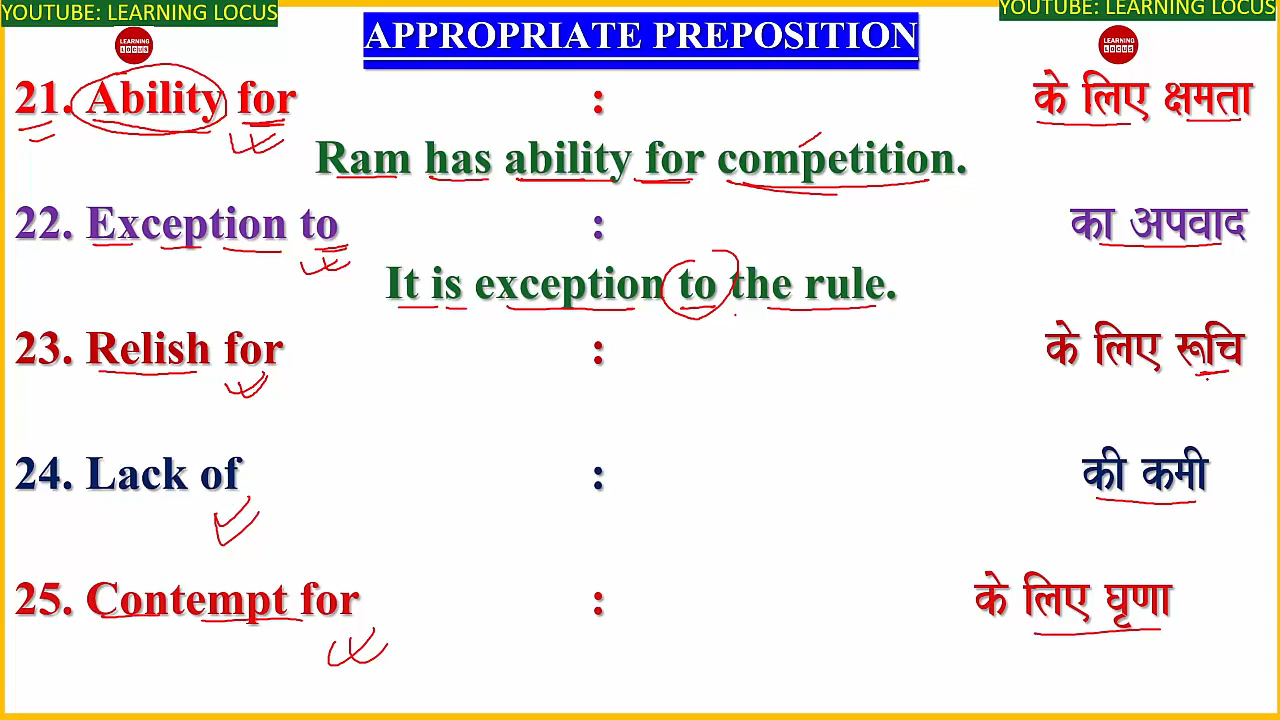 YOUTUBE: LEARNING LOCUS
YOUTUBE: LEARNING LOCUS
LEARNING
LOCUS
APPROPRIATE PREPOSITION
LEARNING
LOCUS
21. Ability for : के लिए क्षमता
Ram has ability for competition.
22. Exception to : का अपवाद
It is exception to the rule.
23. Relish for : के लिए रूचि
24. Lack of : की कमी
25. Contempt for : के लिए घृणा